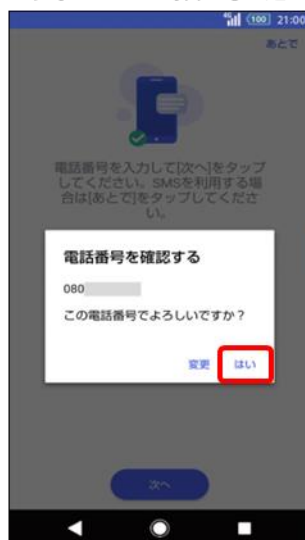 4G 100 21:00
あとで
電話番号を入力して[次へ]をタップ
してください。SMSを利用する場
合は[あとで]をタップしてくださ
い。
電話番号を確認する
080
この電話番号でよろしいですか？
変更 はい
次へ